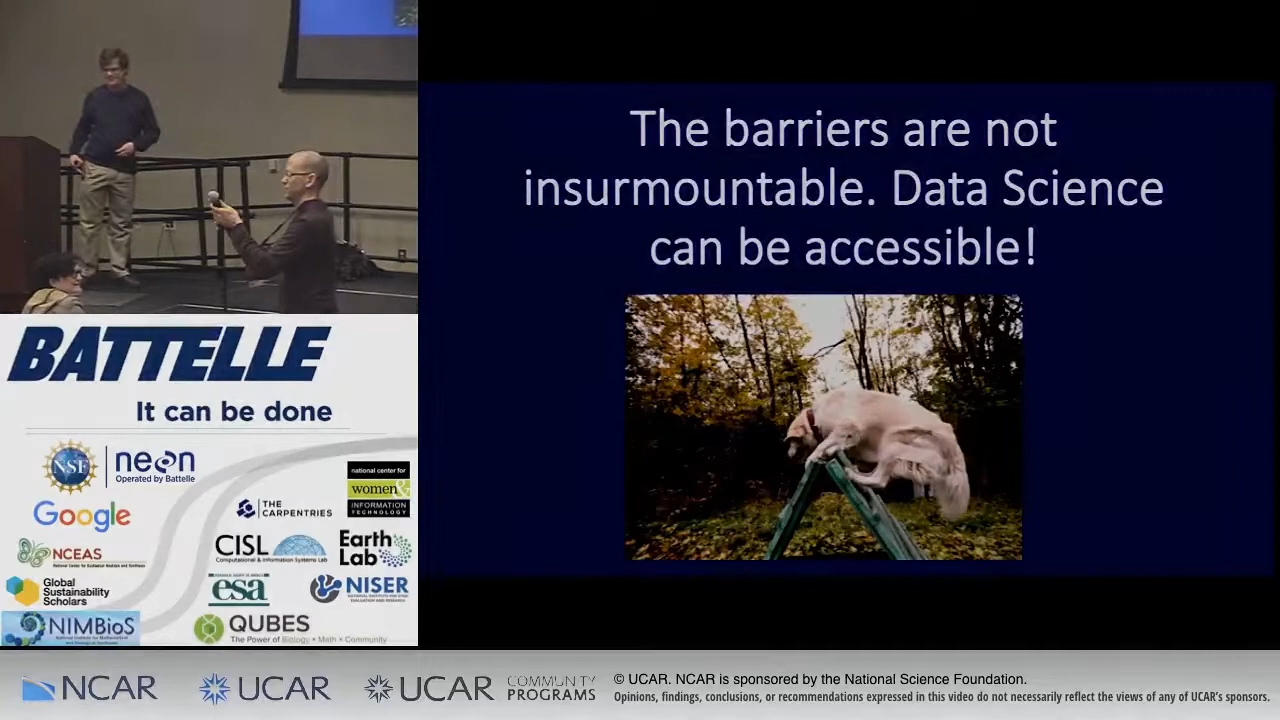 The barriers are not
insurmountable. Data Science
can be accessible!
BATTELLE
It can be done
NSF
neon
Operated by Battelle
national center for
women&
INFORMATION
TECHNOLOGY
Google
THE
CARPENTRIES
NCEAS
CISL
Computational & Information Systems Lab
Earth
Lab
Global
Sustainability
Scholars
esa
NISER
NIMBioS
QUBES
The Power of Biology • Math • Community
NCAR
UCAR
UCAR
COMMUNITY
PROGRAMS
© UCAR. NCAR is sponsored by the National Science Foundation.
Opinions, findings, conclusions, or recommendations expressed in this video do not necessarily reflect the views of any of UCAR's sponsors.